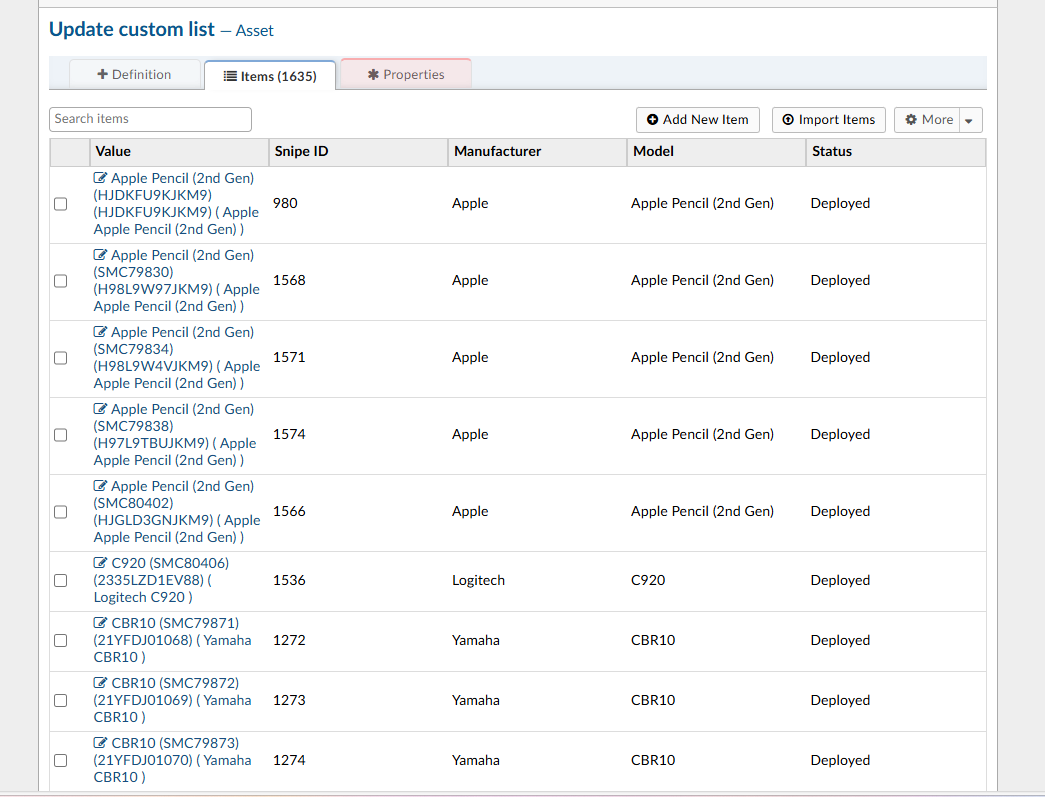 Update custom list – Asset
Definition
Items (1635)
Properties
Search items
Add New Item
Import Items
More
Value Snipe ID Manufacturer Model Status
Apple Pencil (2nd Gen)
(HJDKFU9KJKM9)
(HJDKFU9KJKM9) ( Apple
Apple Pencil (2nd Gen) )
980 Apple Apple Pencil (2nd Gen) Deployed
Apple Pencil (2nd Gen)
(SMC79830)
(H98L9W97JKM9) ( Apple
Apple Pencil (2nd Gen) )
1568 Apple Apple Pencil (2nd Gen) Deployed
Apple Pencil (2nd Gen)
(SMC79834)
(H98L9W4VJKM9) ( Apple
Apple Pencil (2nd Gen) )
1571 Apple Apple Pencil (2nd Gen) Deployed
Apple Pencil (2nd Gen)
(SMC79838)
(H97L9TBUJKM9) ( Apple
Apple Pencil (2nd Gen) )
1574 Apple Apple Pencil (2nd Gen) Deployed
Apple Pencil (2nd Gen)
(SMC80402)
(HJGLD3GNJKM9) ( Apple
Apple Pencil (2nd Gen) )
1566 Apple Apple Pencil (2nd Gen) Deployed
C920 (SMC80406)
(2335LZD1EV88) (
Logitech C920 )
1536 Logitech C920 Deployed
CBR10 (SMC79871)
(21YFDJ01068) ( Yamaha
CBR10 )
1272 Yamaha CBR10 Deployed
CBR10 (SMC79872)
(21YFDJ01069) ( Yamaha
CBR10 )
1273 Yamaha CBR10 Deployed
CBR10 (SMC79873)
(21YFDJ01070) ( Yamaha
CBR10 )
1274 Yamaha CBR10 Deployed